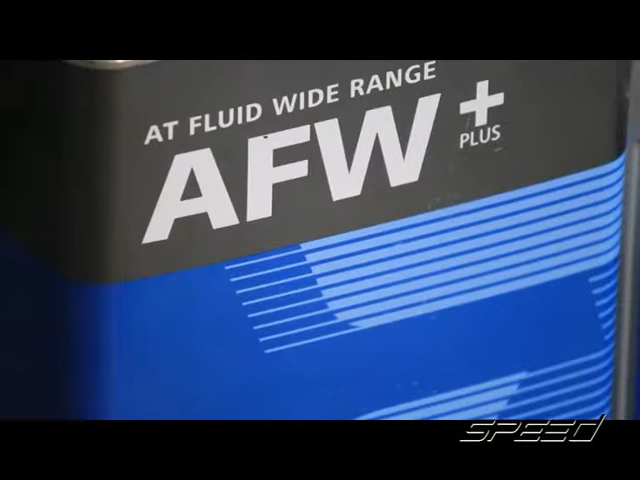 AT FLUID WIDE RANGE
AFW+
PLUS
SPEED